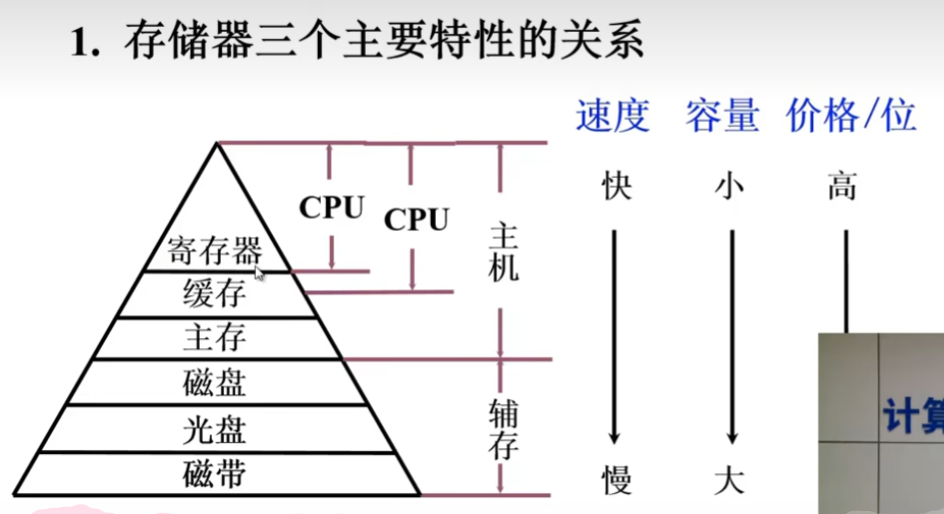 1. 存储器三个主要特性的关系
速度 容量 价格/位
快 小 高
CPU CPU 主机
寄存器
缓存
主存
磁盘
光盘
磁带
辅存
慢 大
计算